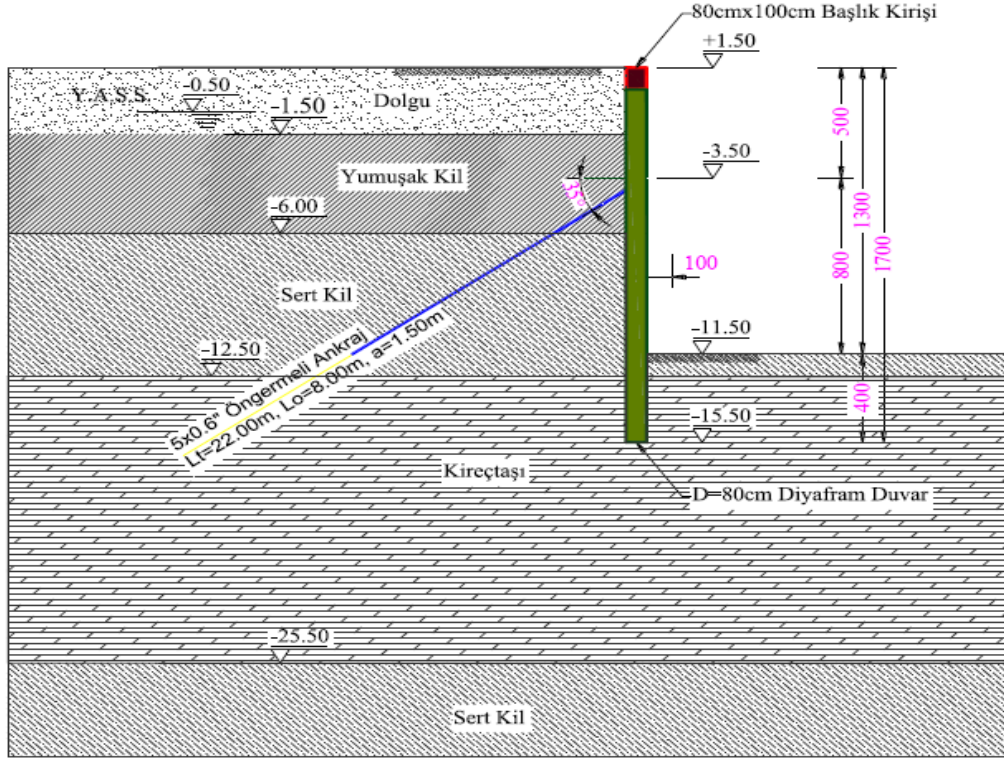 80cmx100cm Başlık Kirişi
+1.50
Y.A.S.S.
-0.50
Dolgu
-1.50
500
-3.50
Yumuşak Kil
35°
-6.00
1300
1700
800
100
Sert Kil
-11.50
-12.50
5x0.6" Öngermeli Ankraj
Lt=22.00m, Lo=8.00m, a=1.50m
400
-15.50
Kireçtaşı
D=80cm Diyafram Duvar
-25.50
Sert Kil